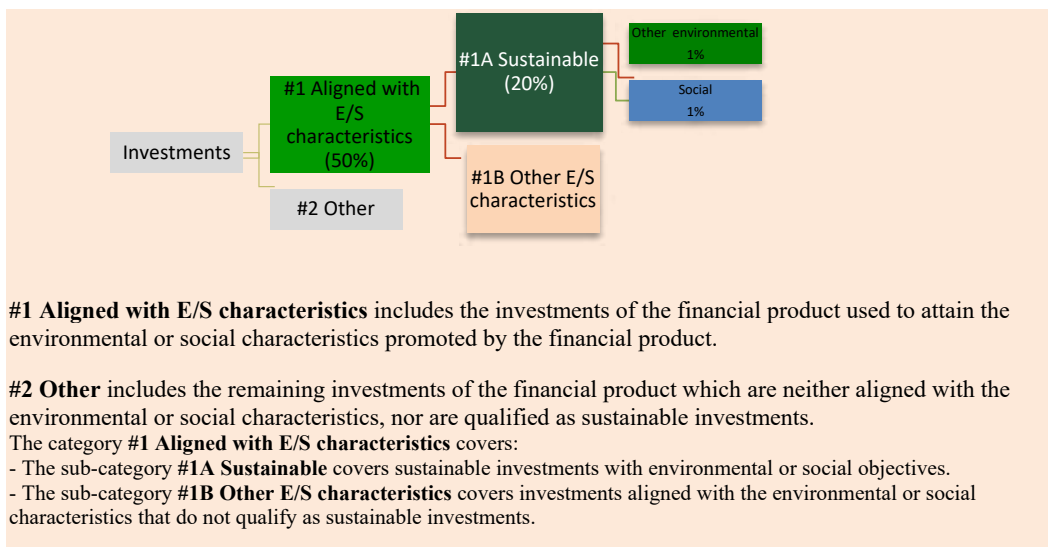 Investments
#1 Aligned with
E/S
characteristics
(50%)
#2 Other
#1A Sustainable
(20%)
#1B Other E/S
characteristics
Other environmental
1%
Social
1%
#1 Aligned with E/S characteristics includes the investments of the financial product used to attain the
environmental or social characteristics promoted by the financial product.
#2 Other includes the remaining investments of the financial product which are neither aligned with the
environmental or social characteristics, nor are qualified as sustainable investments.
The category #1 Aligned with E/S characteristics covers:
- The sub-category #1A Sustainable covers sustainable investments with environmental or social objectives.
- The sub-category #1B Other E/S characteristics covers investments aligned with the environmental or social
characteristics that do not qualify as sustainable investments.